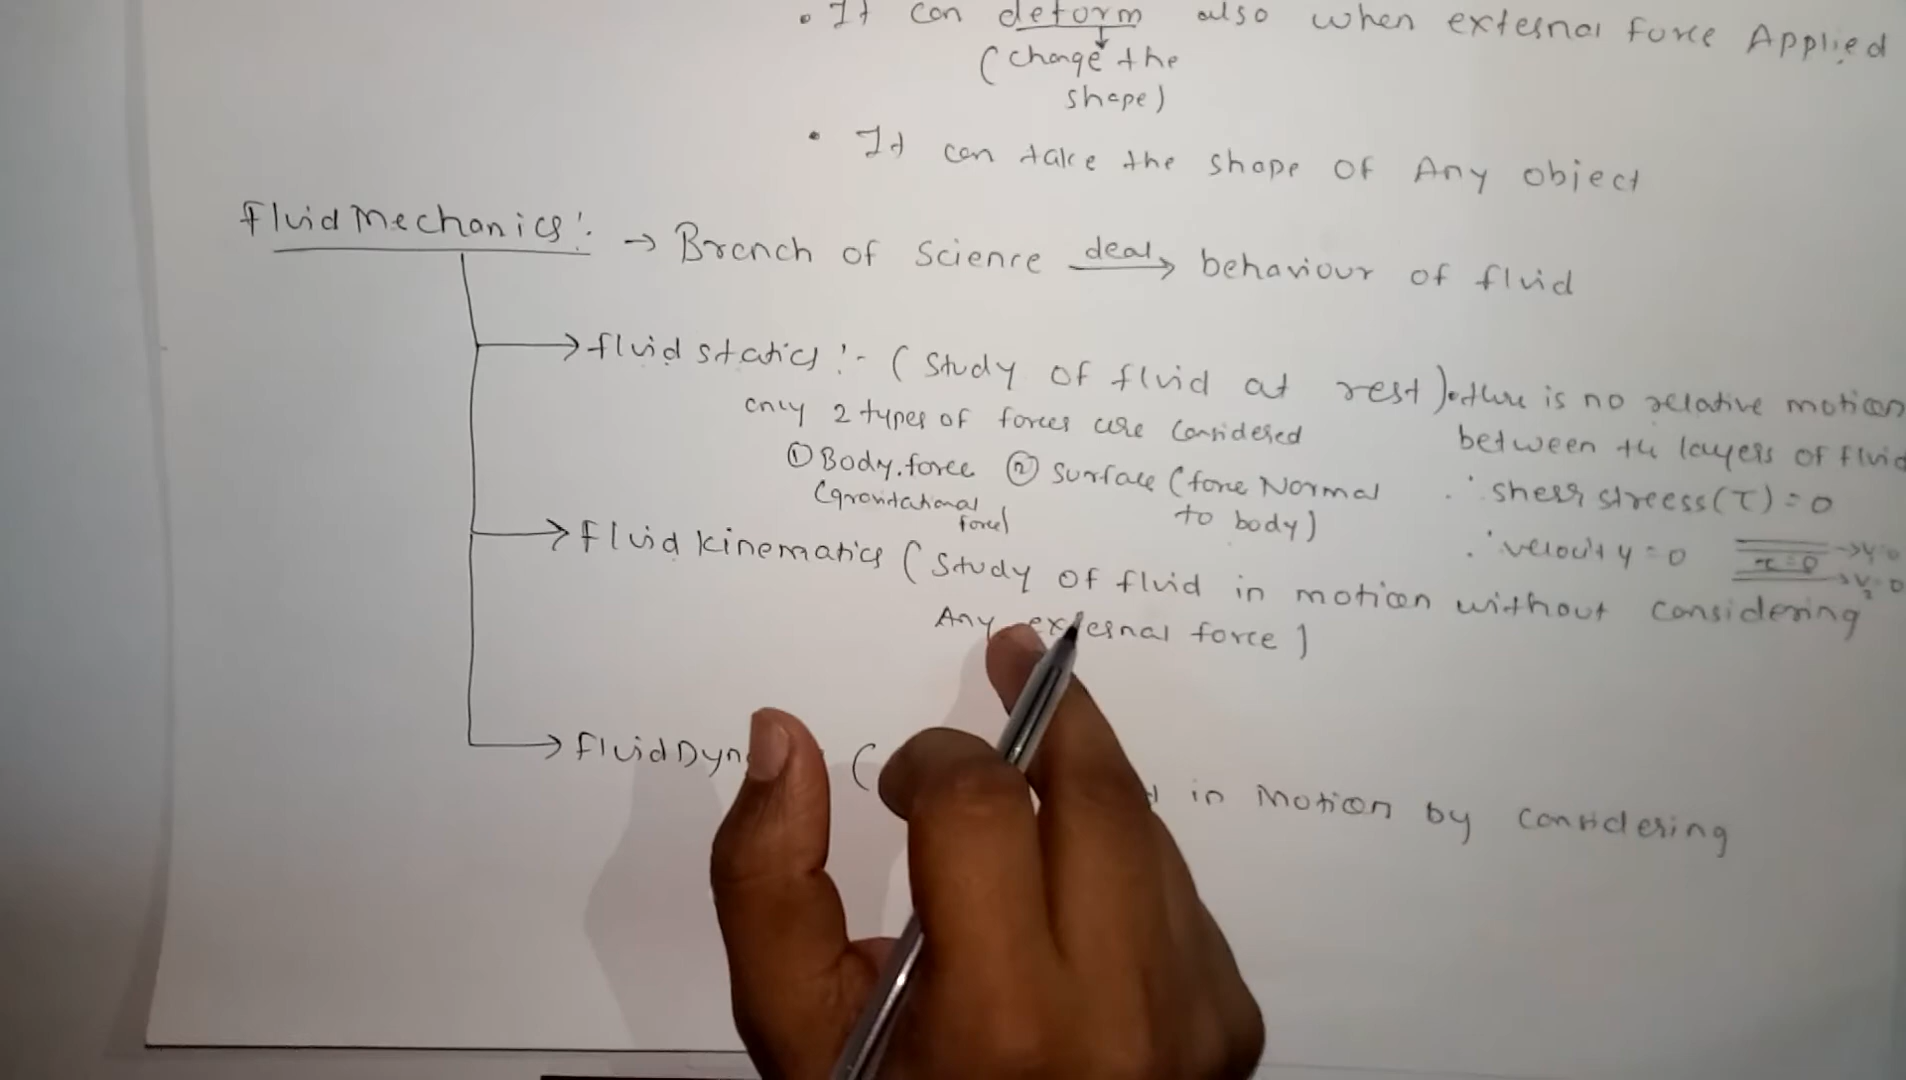 • It can deform also when external force Applied
(change the
shape)
• It can take the shape of Any object
Fluid Mechanics :- → Branch of Science deal behaviour of fluid
→ fluid statics :- (Study of fluid at rest). there is no relative motion
only 2 types of forces are considered between the layers of fluid
① Body force ② surface (force Normal ∴ shear stress (τ) = 0
(gravitational to body)
force)
∴ velocity = 0
→ Fluid kinematics (Study of fluid in motion without considering
Any external force)
→ Fluid (in Motion by considering